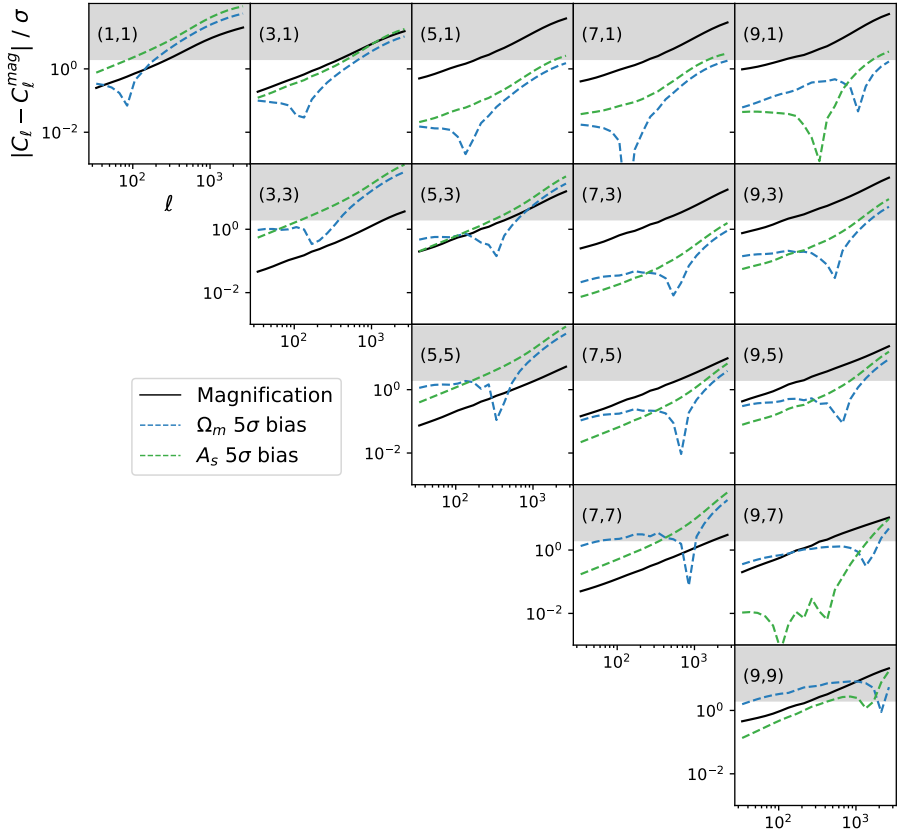 |C_ℓ − C_ℓ^{mag}| / σ
(1,1) (3,1) (5,1) (7,1) (9,1)
10^0
10^{-2}
10^2 10^3
ℓ
(3,3) (5,3) (7,3) (9,3)
10^0
10^{-2}
10^2 10^3
(5,5) (7,5) (9,5)
10^0
10^{-2}
10^2 10^3
Magnification
Ω_m 5σ bias
A_s 5σ bias
(7,7) (9,7)
10^0
10^{-2}
10^2 10^3
(9,9)
10^0
10^{-2}
10^2 10^3